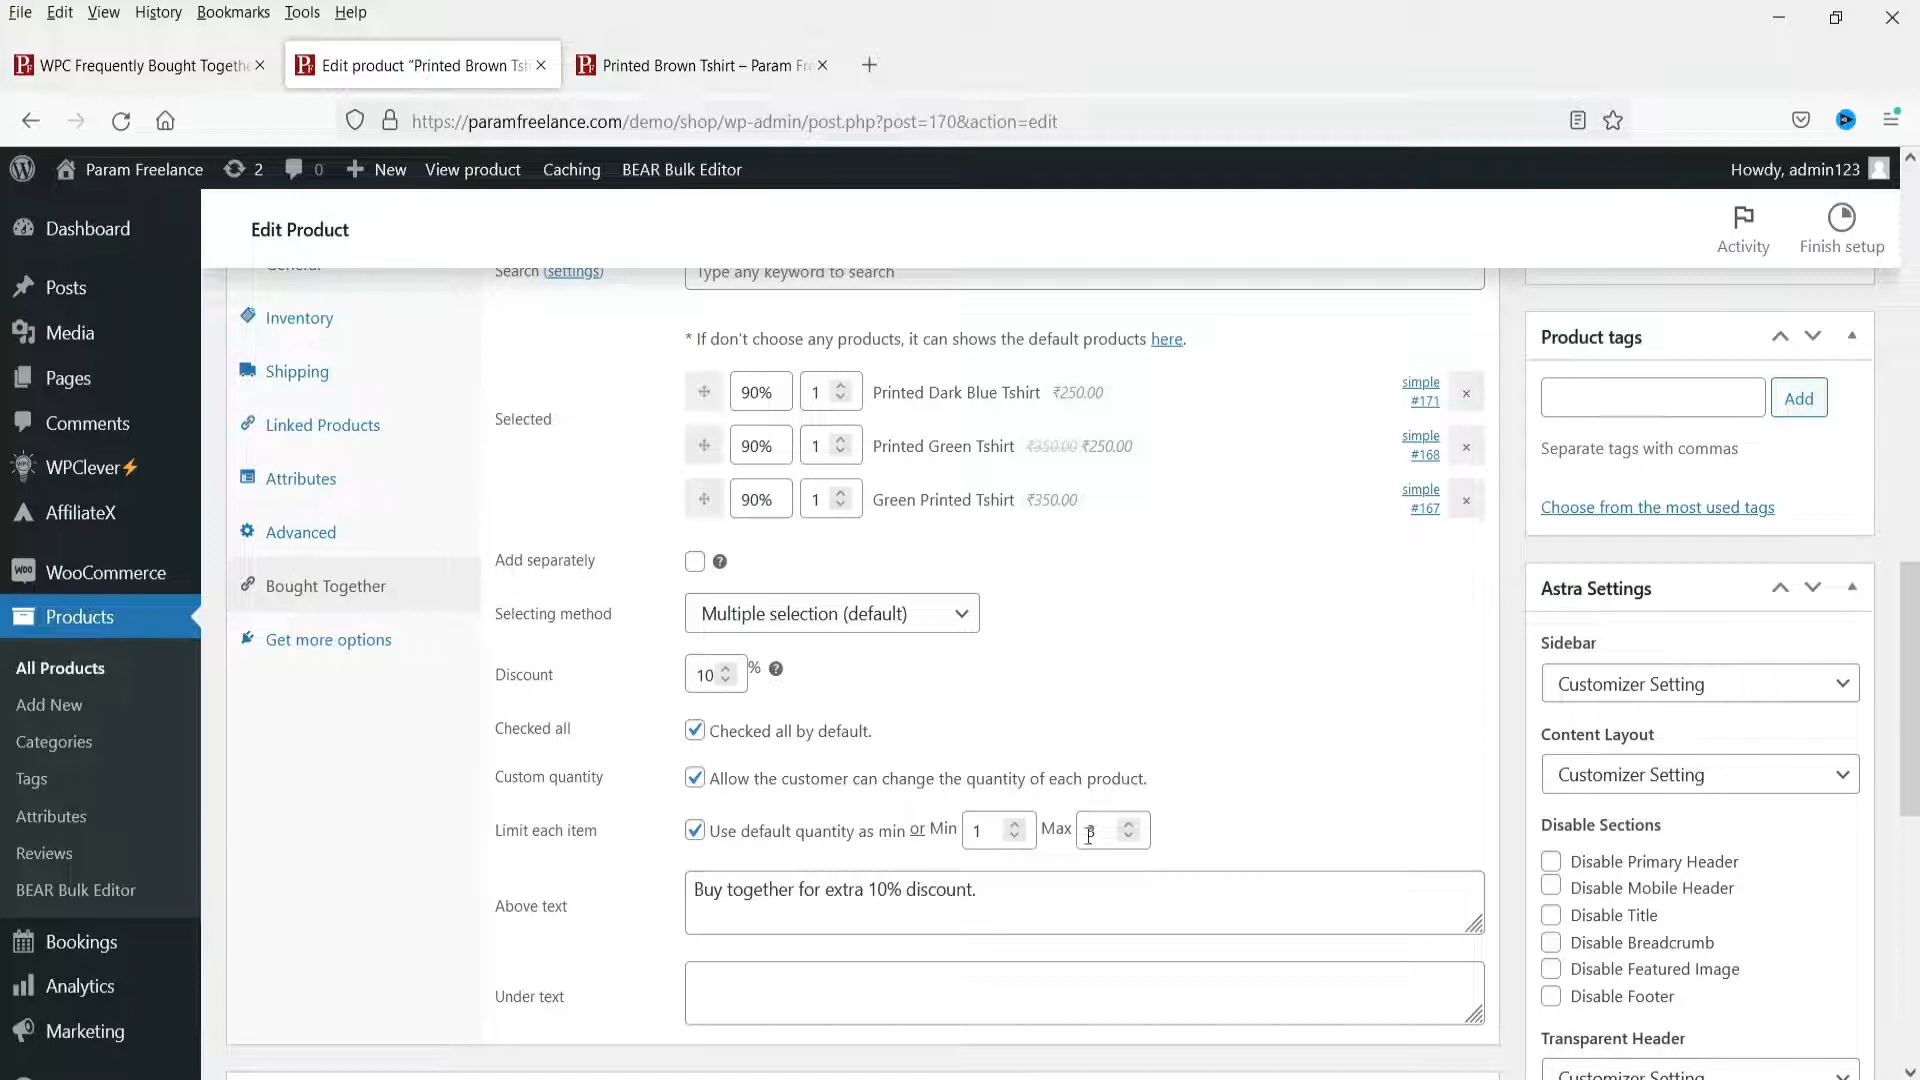 File Edit View History Bookmarks Tools Help
WPC Frequently Bought Togethe
Edit product “Printed Brown Tsh
Printed Brown Tshirt – Param Fre
https://paramfreelance.com/demo/shop/wp-admin/post.php?post=170&action=edit
Param Freelance 2 0 New View product Caching BEAR Bulk Editor Howdy, admin123
Dashboard
Posts
Media
Pages
Comments
WPClever⚡
AffiliateX
WooCommerce
Products
All Products
Add New
Categories
Tags
Attributes
Reviews
BEAR Bulk Editor
Bookings
Analytics
Marketing
Edit Product
Activity
Finish setup
General
Inventory
Shipping
Linked Products
Attributes
Advanced
Bought Together
Get more options
Search (settings) Type any keyword to search
* If don't choose any products, it can shows the default products here.
Selected
90% 1 Printed Dark Blue Tshirt ₹250.00 simple #171 ×
90% 1 Printed Green Tshirt ₹350.00 ₹250.00 simple #168 ×
90% 1 Green Printed Tshirt ₹350.00 simple #167 ×
Add separately ?
Selecting method Multiple selection (default)
Discount 10 % ?
Checked all Checked all by default.
Custom quantity Allow the customer can change the quantity of each product.
Limit each item Use default quantity as min or Min 1 Max 3
Above text Buy together for extra 10% discount.
Under text
Product tags
Add
Separate tags with commas
Choose from the most used tags
Astra Settings
Sidebar
Customizer Setting
Content Layout
Customizer Setting
Disable Sections
Disable Primary Header
Disable Mobile Header
Disable Title
Disable Breadcrumb
Disable Featured Image
Disable Footer
Transparent Header
Customizer Setting